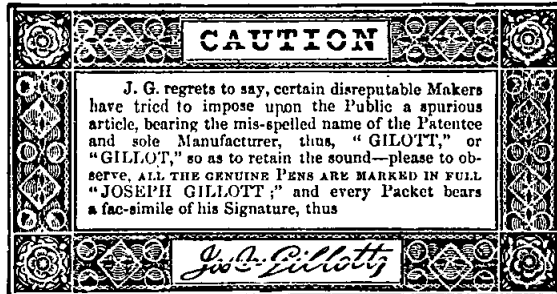 CAUTION
J. G. regrets to say, certain disreputable Makers
have tried to impose upon the Public a spurious
article, bearing the mis-spelled name of the Patentee
and sole Manufacturer, thus, "GILOTT," or
"GILLOT," so as to retain the sound—please to ob-
serve, ALL THE GENUINE PENS ARE MARKED IN FULL
"JOSEPH GILLOTT;" and every Packet bears
a fac-simile of his Signature, thus
Josh. Gillott